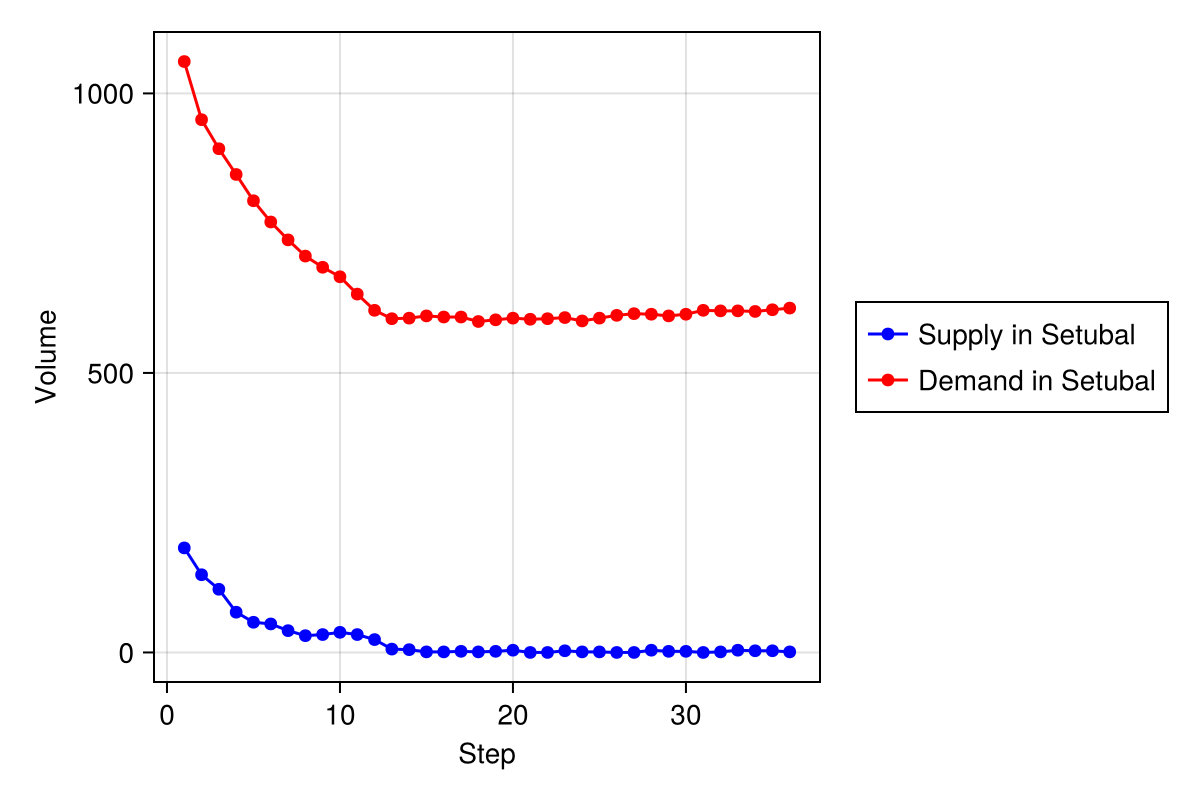 1000
500
0
Volume
0 10 20 30
Step
Supply in Setubal
Demand in Setubal